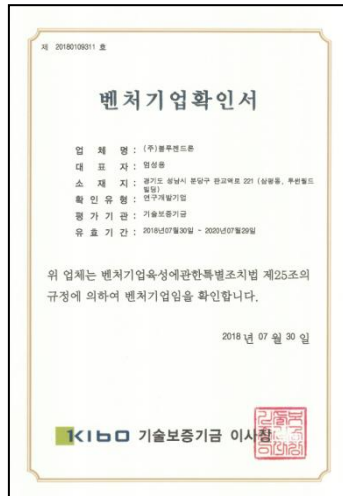 제 20180109311 호
벤처기업확인서
업 체 명 : (주)블루젠드론
대 표 자 : 엄성용
소 재 지 : 경기도 성남시 분당구 판교역로 221 (삼평동, 투썬월드
빌딩)
확 인 유 형 : 연구개발기업
평 가 기 관 : 기술보증기금
유 효 기 간 : 2018년07월30일 ~ 2020년07월29일
위 업체는 벤처기업육성에관한특별조치법 제25조의
규정에 의하여 벤처기업임을 확인합니다.
2018 년 07 월 30 일
KIBO 기술보증기금 이사장